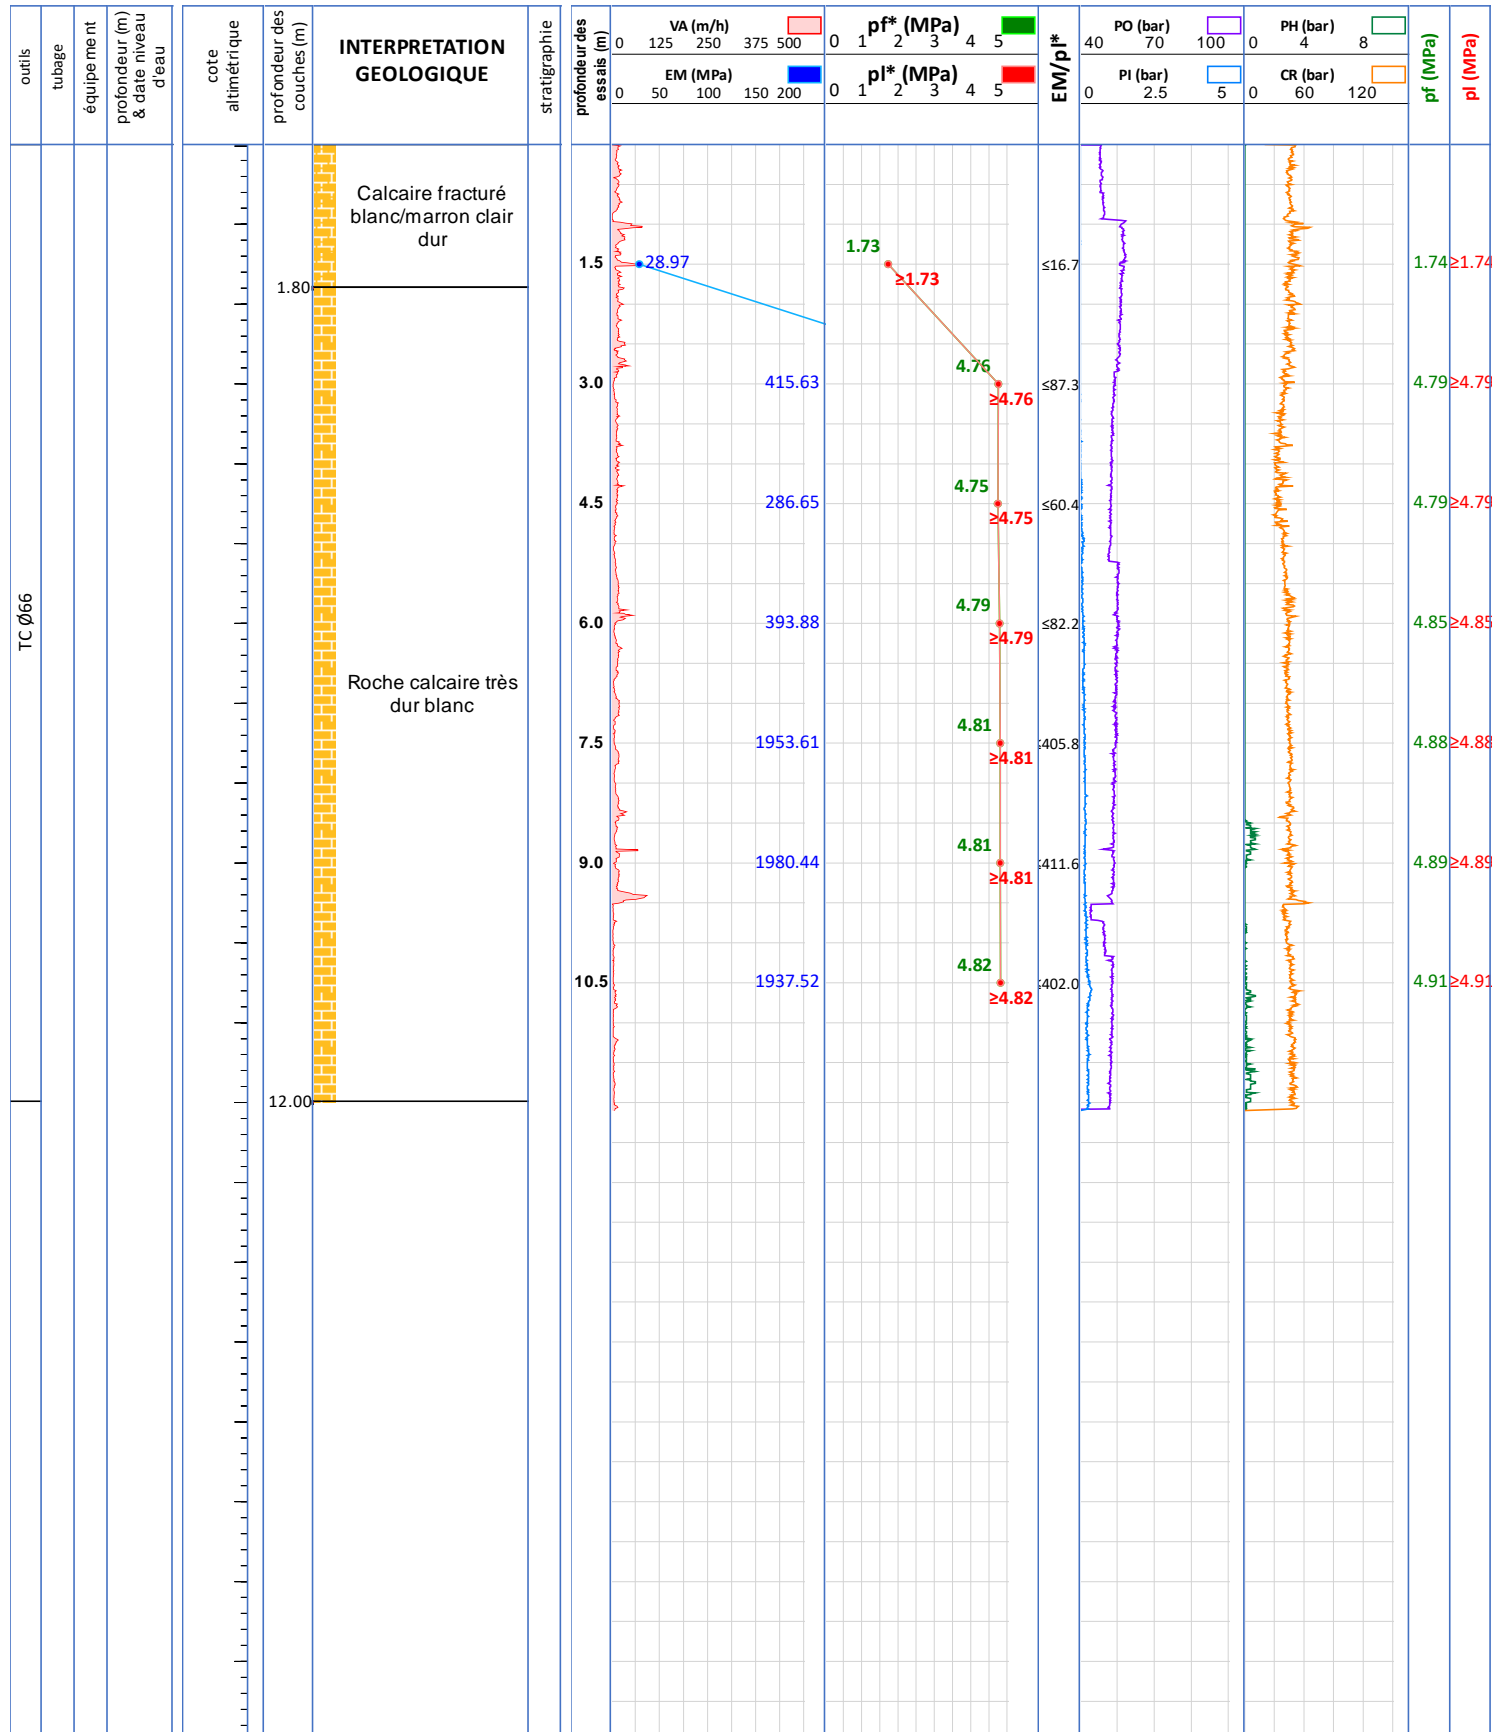 outils
tubage
équipement
profondeur (m)
& date niveau
d'eau
cote
altimétrique
profondeur des
couches (m)
INTERPRETATION
GEOLOGIQUE
stratigraphie
profondeur des
essais (m)
VA (m/h)
0 125 250 375 500
EM (MPa)
0 50 100 150 200
pf* (MPa)
0 1 2 3 4 5
pl* (MPa)
0 1 2 3 4 5
EM/pl*
PO (bar)
40 70 100
PI (bar)
0 2.5 5
PH (bar)
0 4 8
CR (bar)
0 60 120
pf (MPa)
pl (MPa)
TC Ø66
Calcaire fracturé
blanc/marron clair
dur
1.80
Roche calcaire très
dur blanc
12.00
1.5 28.97 1.73 ≥1.73 ≤16.7 1.74 ≥1.74
3.0 415.63 4.76 ≥4.76 ≤87.3 4.79 ≥4.79
4.5 286.65 4.75 ≥4.75 ≤60.4 4.79 ≥4.79
6.0 393.88 4.79 ≥4.79 ≤82.2 4.85 ≥4.85
7.5 1953.61 4.81 ≥4.81 ≤405.8 4.88 ≥4.88
9.0 1980.44 4.81 ≥4.81 ≤411.6 4.89 ≥4.89
10.5 1937.52 4.82 ≥4.82 ≤402.0 4.91 ≥4.91